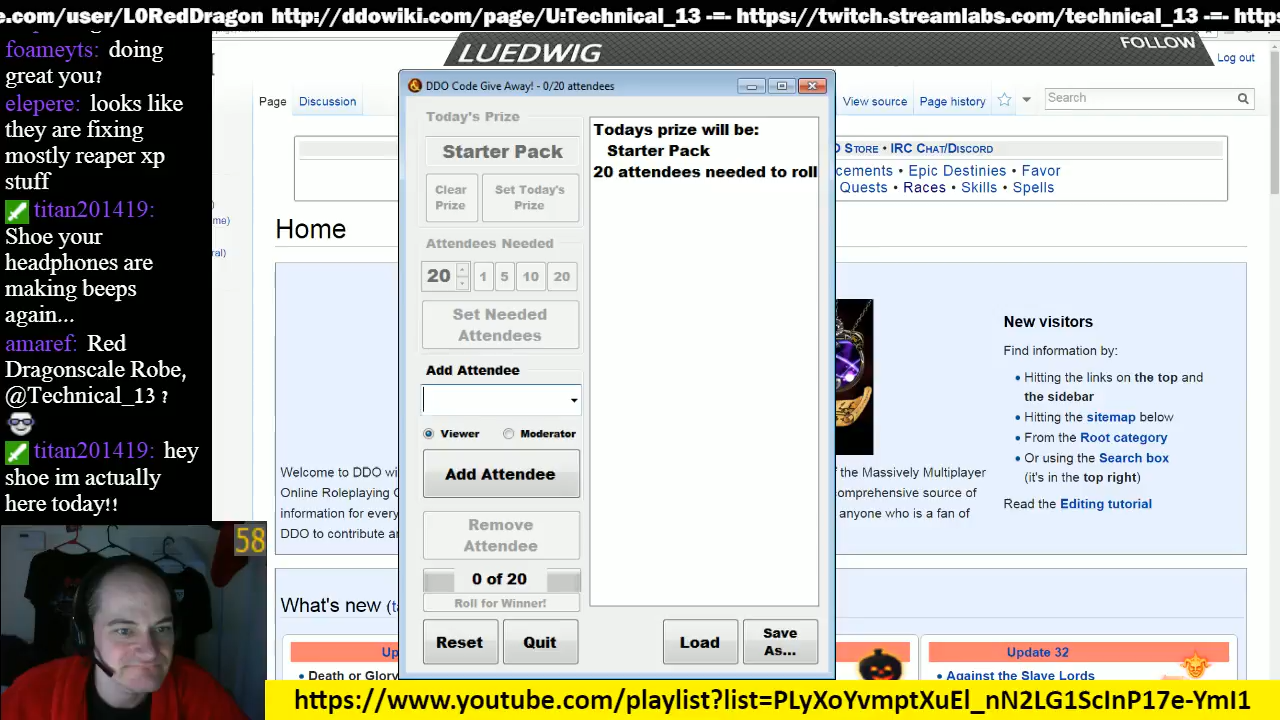 e.com/user/L0RedDragon http://ddowiki.com/page/U:Technical_13 -=- https://twitch.streamlabs.com/technical_13 -=- https
foameyts: doing
great you?
elepere: looks like
they are fixing
mostly reaper xp
stuff
titan201419:
Shoe your
headphones are
making beeps
again...
amaref: Red
Dragonscale Robe,
@Technical_13 ?
titan201419: hey
shoe im actually
here today!!
58
LUEDWIG
FOLLOW
Log out
Page
Discussion
View source
Page history
Search
DDO Code Give Away! - 0/20 attendees
Today's Prize
Starter Pack
Clear
Prize
Set Today's
Prize
Attendees Needed
20
1
5
10
20
Set Needed
Attendees
Add Attendee
Viewer
Moderator
Add Attendee
Remove
Attendee
0 of 20
Roll for Winner!
Reset
Quit
Load
Save
As...
Todays prize will be:
Starter Pack
20 attendees needed to roll
O Store • IRC Chat/Discord
cements • Epic Destinies • Favor
Quests • Races • Skills • Spells
Home
Welcome to DDO wi
Online Roleplaying C
information for every
DDO to contribute an
of the Massively Multiplayer
comprehensive source of
anyone who is a fan of
New visitors
Find information by:
• Hitting the links on the top and
the sidebar
• Hitting the sitemap below
• From the Root category
• Or using the Search box
(it's in the top right)
Read the Editing tutorial
What's new (ta
Up
Death or Glory
Update 32
• Against the Slave Lords
https://www.youtube.com/playlist?list=PLyXoYvmptXuEl_nN2LG1ScInP17e-YmI1